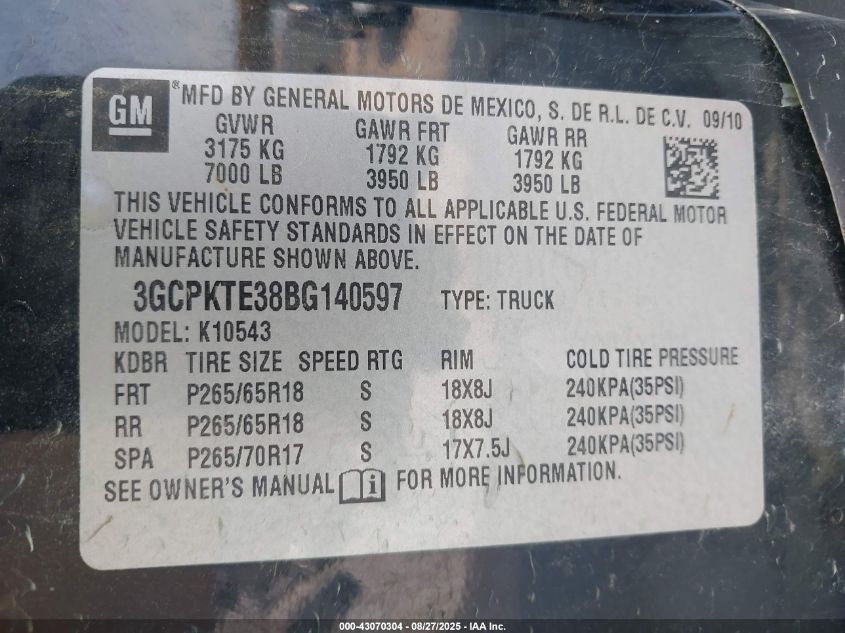 GM ® MFD BY GENERAL MOTORS DE MEXICO, S. DE R.L. DE C.V. 09/10
GVWR GAWR FRT GAWR RR
3175 KG 1792 KG 1792 KG
7000 LB 3950 LB 3950 LB
THIS VEHICLE CONFORMS TO ALL APPLICABLE U.S. FEDERAL MOTOR
VEHICLE SAFETY STANDARDS IN EFFECT ON THE DATE OF
MANUFACTURE SHOWN ABOVE.
3GCPKTE38BG140597 TYPE: TRUCK
MODEL: K10543
KDBR TIRE SIZE SPEED RTG RIM COLD TIRE PRESSURE
FRT P265/65R18 S 18X8J 240KPA(35PSI)
RR P265/65R18 S 18X8J 240KPA(35PSI)
SPA P265/70R17 S 17X7.5J 240KPA(35PSI)
SEE OWNER'S MANUAL i FOR MORE INFORMATION.
000-43070304 - 08/27/2025 - IAA Inc.